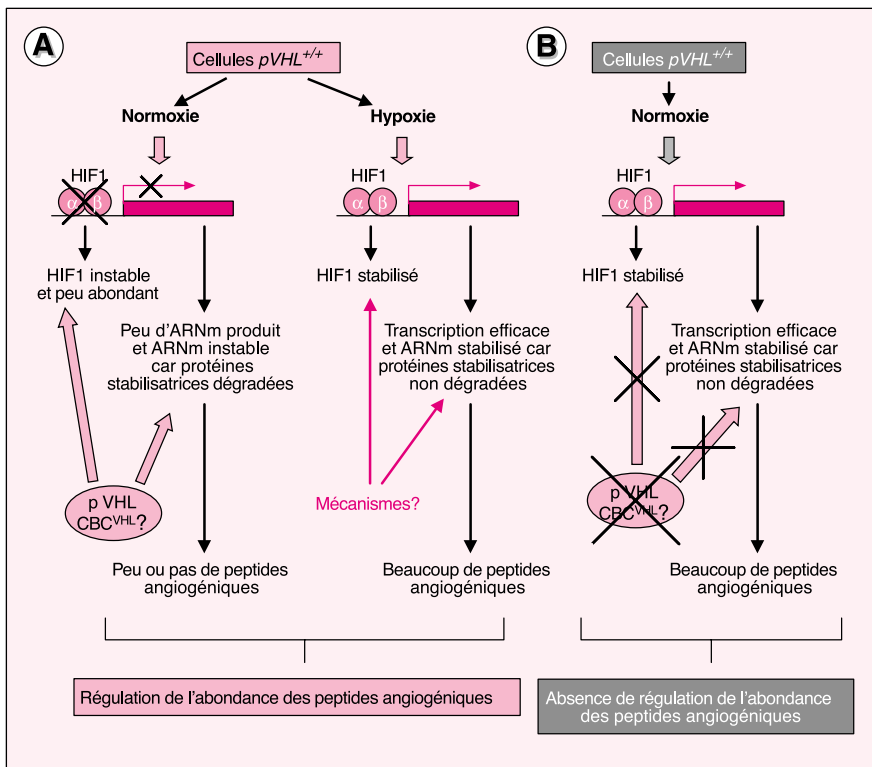 A
Cellules pVHL+/+
Normoxie
Hypoxie
HIF1
α β
HIF1
α β
HIF1 instable
et peu abondant
HIF1 stabilisé
Peu d'ARNm produit
et ARNm instable
car protéines
stabilisatrices dégradées
Transcription efficace
et ARNm stabilisé car
protéines stabilisatrices
non dégradées
p VHL
CBCVHL?
Mécanismes?
Peu ou pas de peptides
angiogéniques
Beaucoup de peptides
angiogéniques
Régulation de l'abondance des peptides angiogéniques
B
Cellules pVHL+/+
Normoxie
HIF1
α β
HIF1 stabilisé
Transcription efficace
et ARNm stabilisé car
protéines stabilisatrices
non dégradées
p VHL
CBCVHL?
Beaucoup de peptides
angiogéniques
Absence de régulation de l'abondance
des peptides angiogéniques